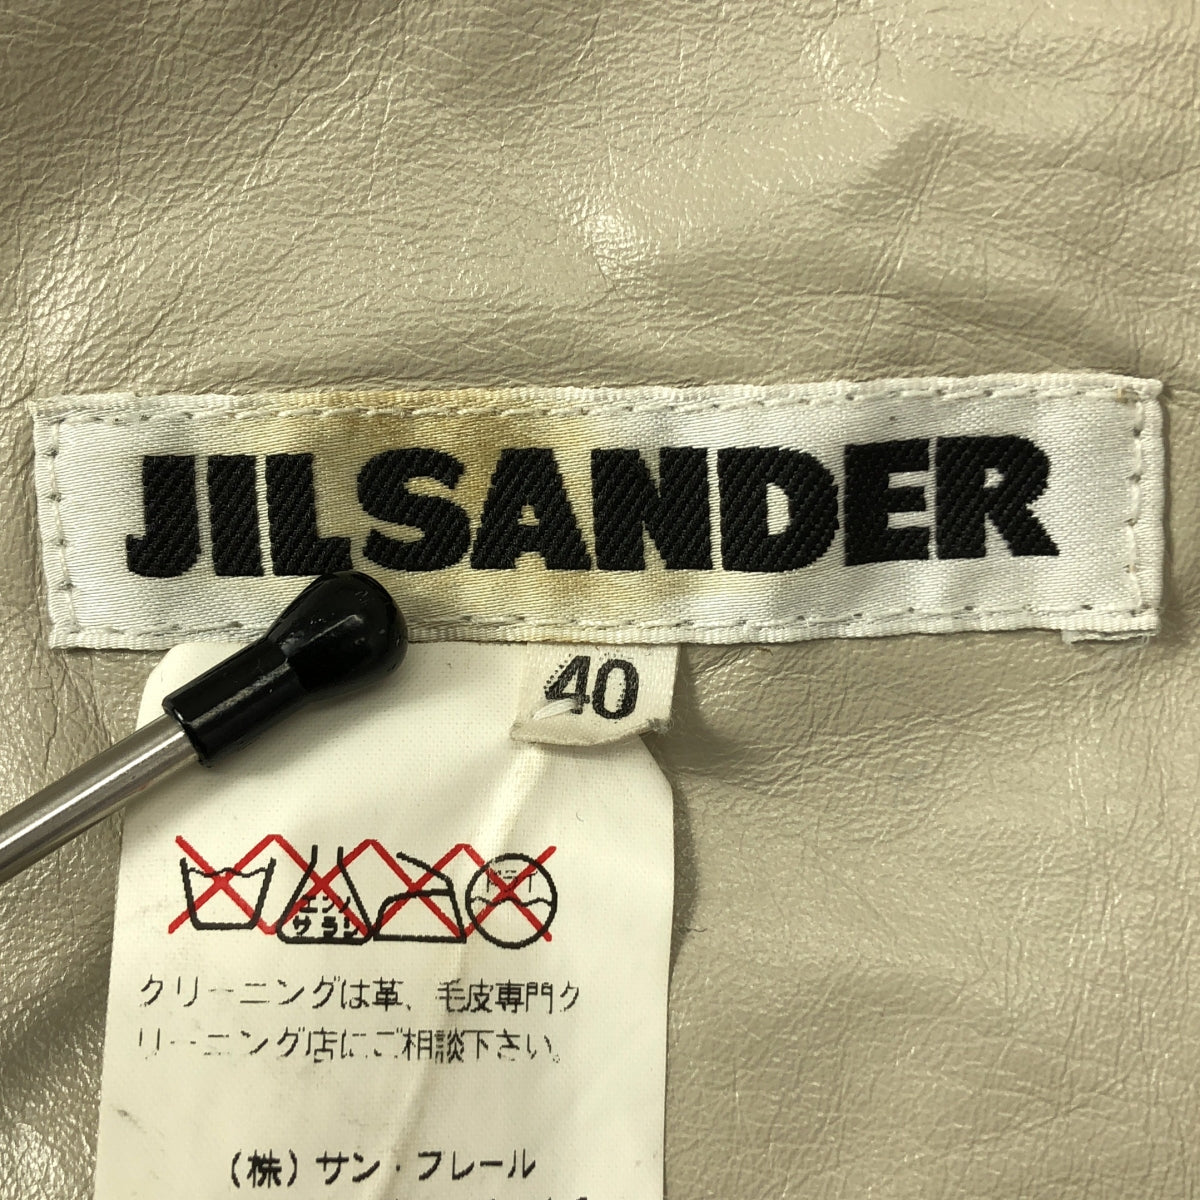 JIL SANDER
40
エンソ サラシ ドライ
クリーニングは革、毛皮専門ク
リーニング店にご相談下さい。
(株)サン・フレール